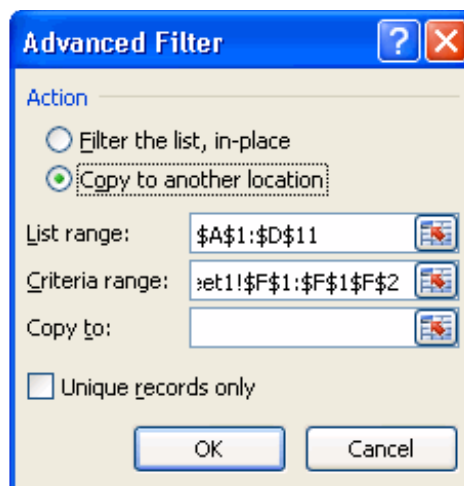 Advanced Filter ?
Action
Filter the list, in-place
Copy to another location
List range: $A$1:$D$11
Criteria range: eet1!$F$1:$F$1$F$2
Copy to:
Unique records only
OK Cancel